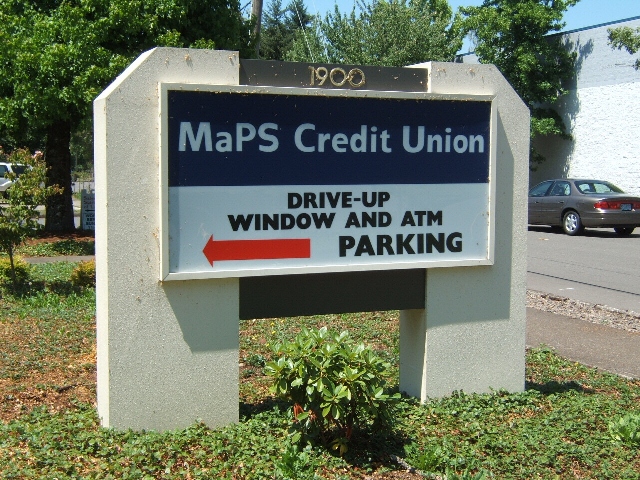 1900
MaPS Credit Union
DRIVE-UP
WINDOW AND ATM
PARKING